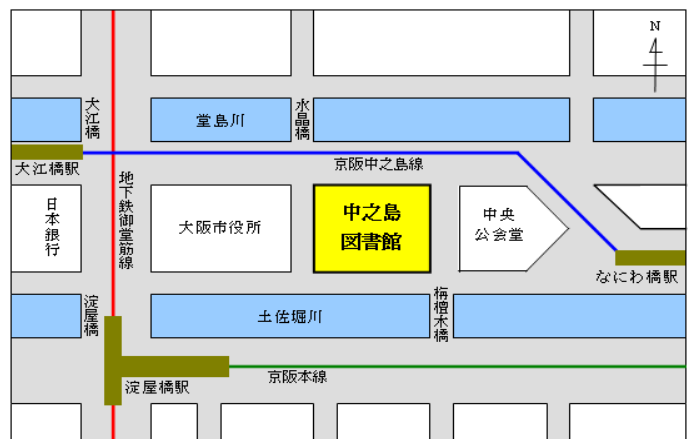 N
大江橋
堂島川
水晶橋
大江橋駅
京阪中之島線
地下鉄御堂筋線
日本銀行
大阪市役所
中之島
図書館
中央
公会堂
なにわ橋駅
淀屋橋
土佐堀川
栴檀木橋
淀屋橋駅
京阪本線